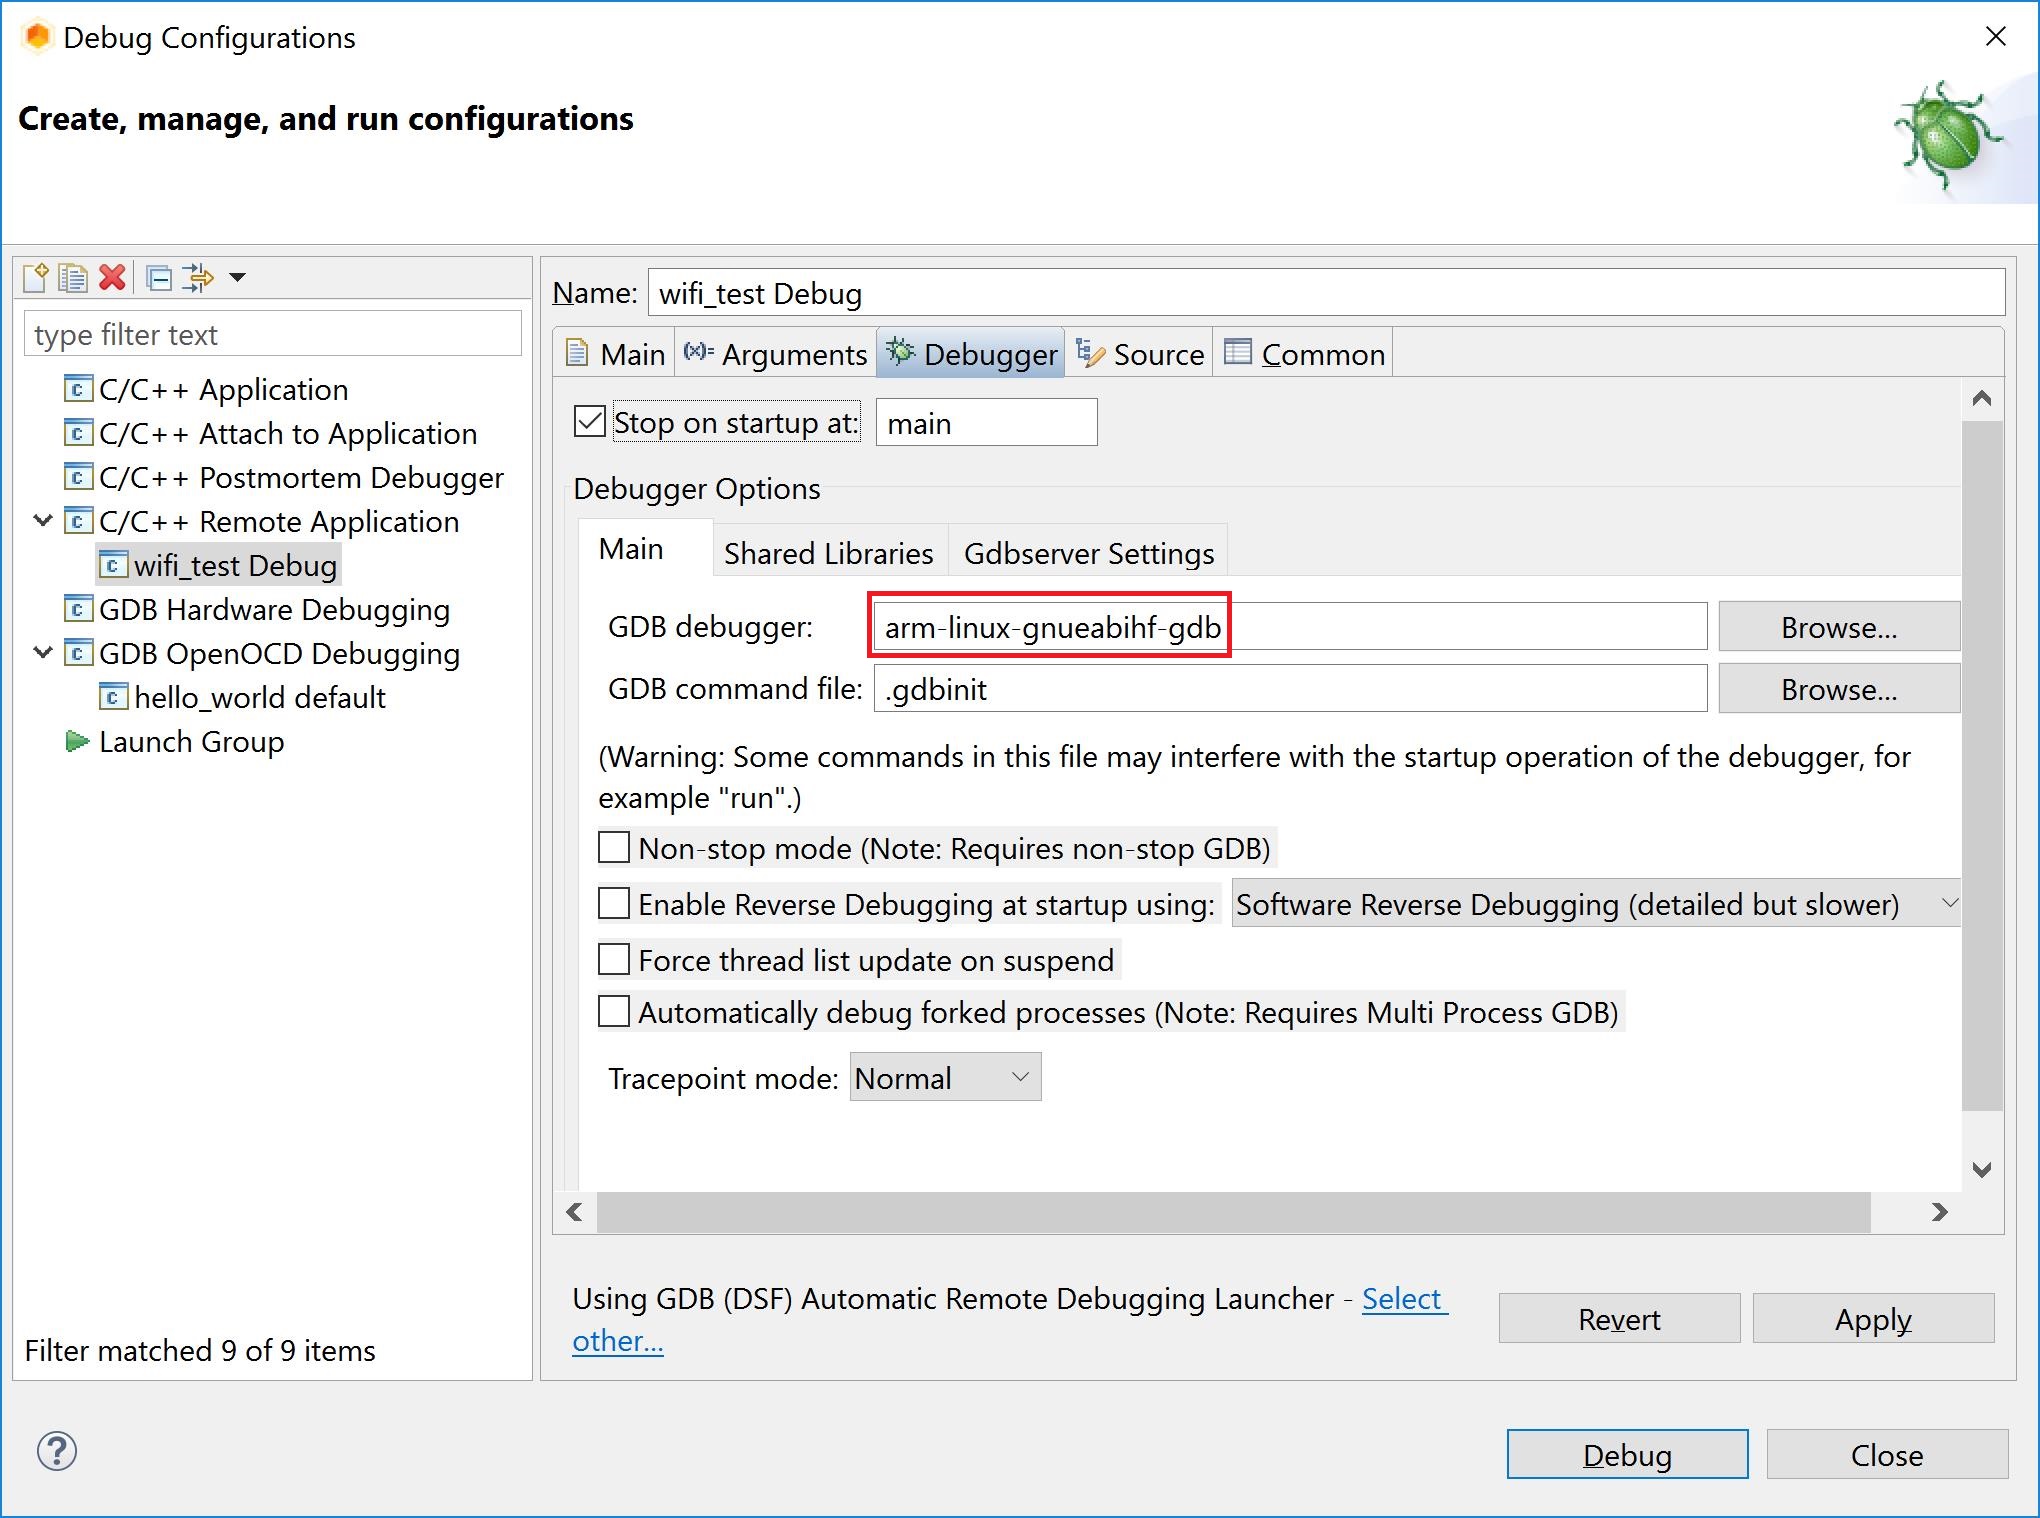 Debug Configurations
Create, manage, and run configurations
type filter text
C/C++ Application
C/C++ Attach to Application
C/C++ Postmortem Debugger
C/C++ Remote Application
wifi_test Debug
GDB Hardware Debugging
GDB OpenOCD Debugging
hello_world default
Launch Group
Filter matched 9 of 9 items
Name: wifi_test Debug
Main (x)= Arguments Debugger Source Common
Stop on startup at: main
Debugger Options
Main Shared Libraries Gdbserver Settings
GDB debugger: arm-linux-gnueabihf-gdb Browse...
GDB command file: .gdbinit Browse...
(Warning: Some commands in this file may interfere with the startup operation of the debugger, for
example "run".)
Non-stop mode (Note: Requires non-stop GDB)
Enable Reverse Debugging at startup using: Software Reverse Debugging (detailed but slower)
Force thread list update on suspend
Automatically debug forked processes (Note: Requires Multi Process GDB)
Tracepoint mode: Normal
Using GDB (DSF) Automatic Remote Debugging Launcher - Select
other...
Revert Apply
Debug Close